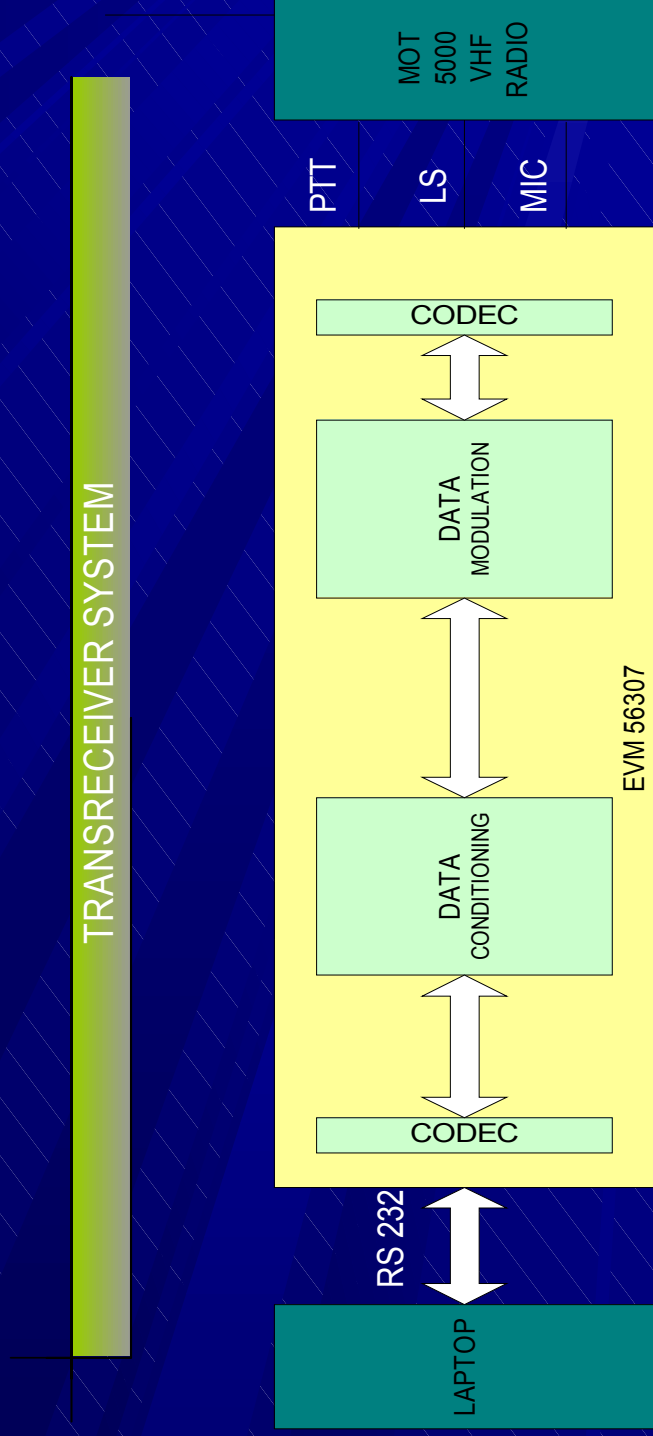 TRANSRECEIVER SYSTEM
LAPTOP
RS 232
CODEC
DATA
CONDITIONING
DATA
MODULATION
CODEC
EVM 56307
PTT
LS
MIC
MOT
5000
VHF
RADIO